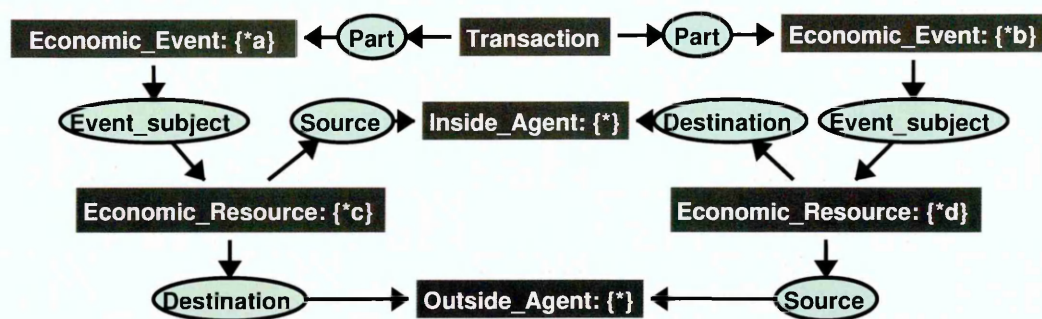 Economic_Event: {*a} Part Transaction Part Economic_Event: {*b}
Event_subject Source Inside_Agent: {*} Destination Event_subject
Economic_Resource: {*c} Economic_Resource: {*d}
Destination Outside_Agent: {*} Source